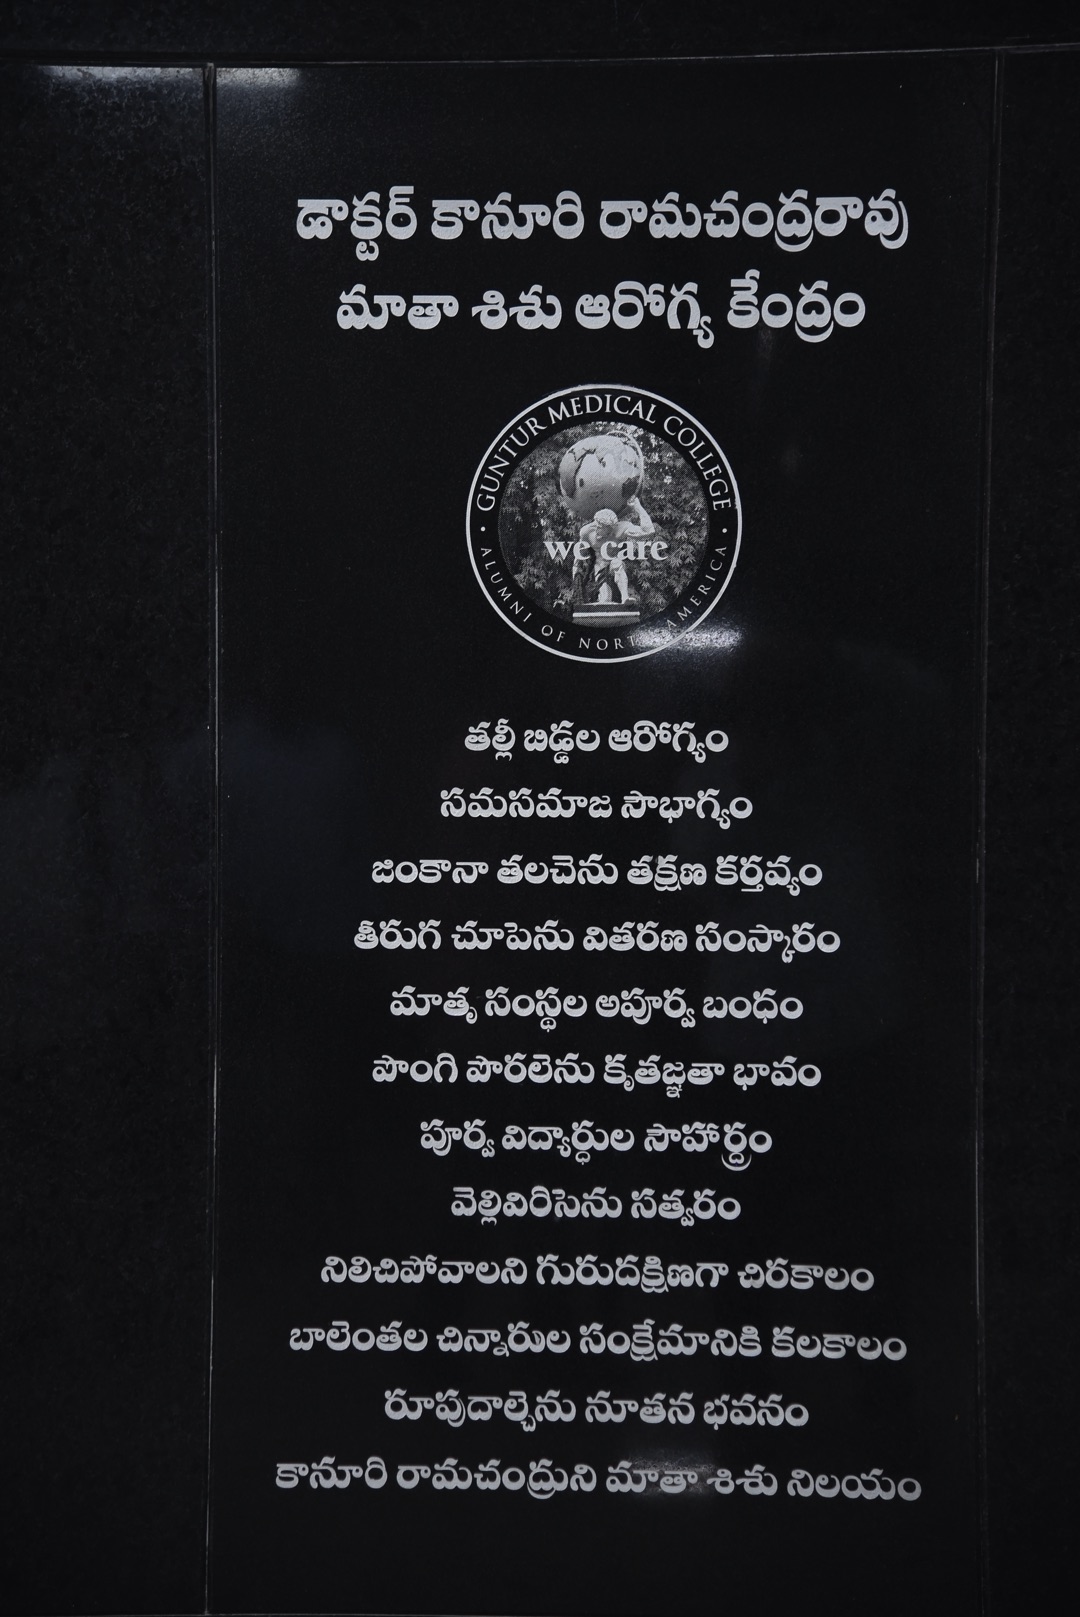 డాక్టర్ కానూరి రామచంద్రరావు
మాతా శిశు ఆరోగ్య కేంద్రం
GUNTUR MEDICAL COLLEGE
we care
ALUMNI OF NORTH AMERICA
తల్లీ బిడ్డల ఆరోగ్యం
సమసమాజ సౌభాగ్యం
జింకానా తలచెను తక్షణ కర్తవ్యం
తీరుగ చూపెను వితరణ సంస్కారం
మాతృ సంస్థల అపూర్వ బంధం
పొంగి పొరలెను కృతజ్ఞతా భావం
పూర్వ విద్యార్ధుల సౌహార్ద్రం
వెల్లివిరిసెను సత్వరం
నిలిచిపోవాలని గురుదక్షిణగా చిరకాలం
బాలెంతల చిన్నారుల సంక్షేమానికి కలకాలం
రూపుదాల్చెను నూతన భవనం
కానూరి రామచంద్రుని మాతా శిశు నిలయం